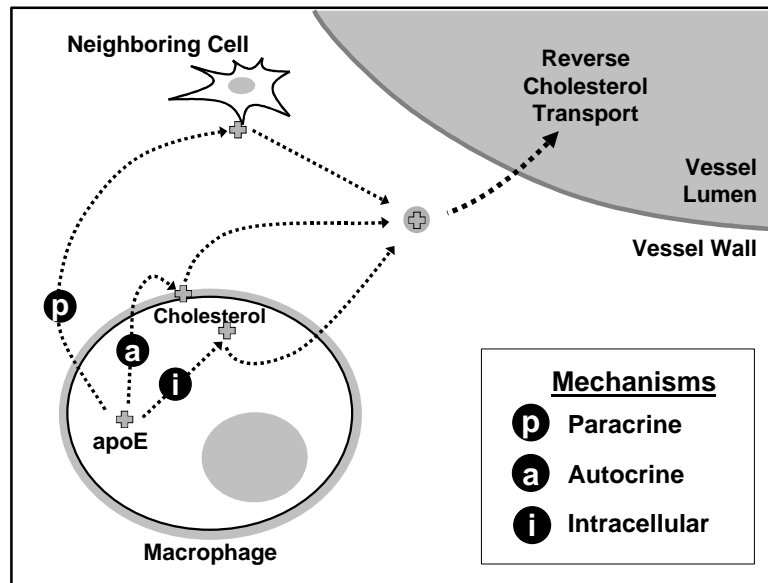 Neighboring Cell
Reverse
Cholesterol
Transport
Vessel
Lumen
Vessel Wall
p
a
i
Cholesterol
apoE
Macrophage
Mechanisms
p Paracrine
a Autocrine
i Intracellular